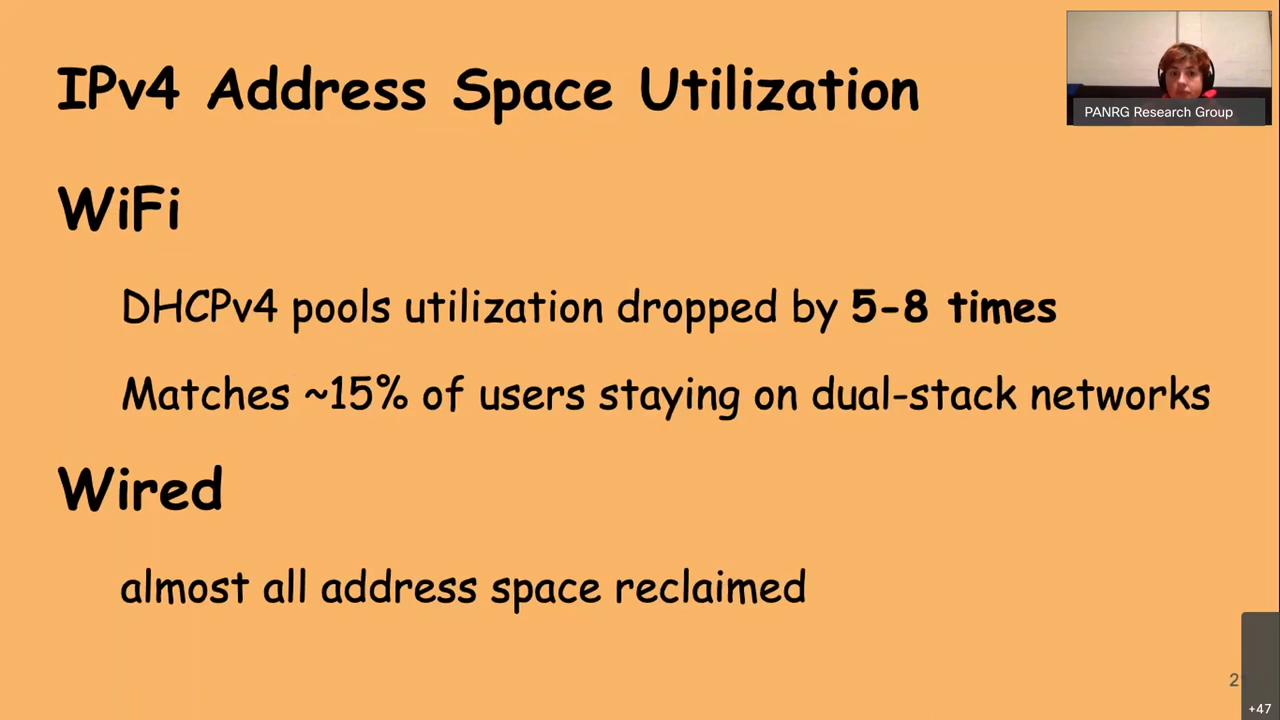 IPv4 Address Space Utilization
PANRG Research Group
WiFi
DHCPv4 pools utilization dropped by 5-8 times
Matches ~15% of users staying on dual-stack networks
Wired
almost all address space reclaimed
+47